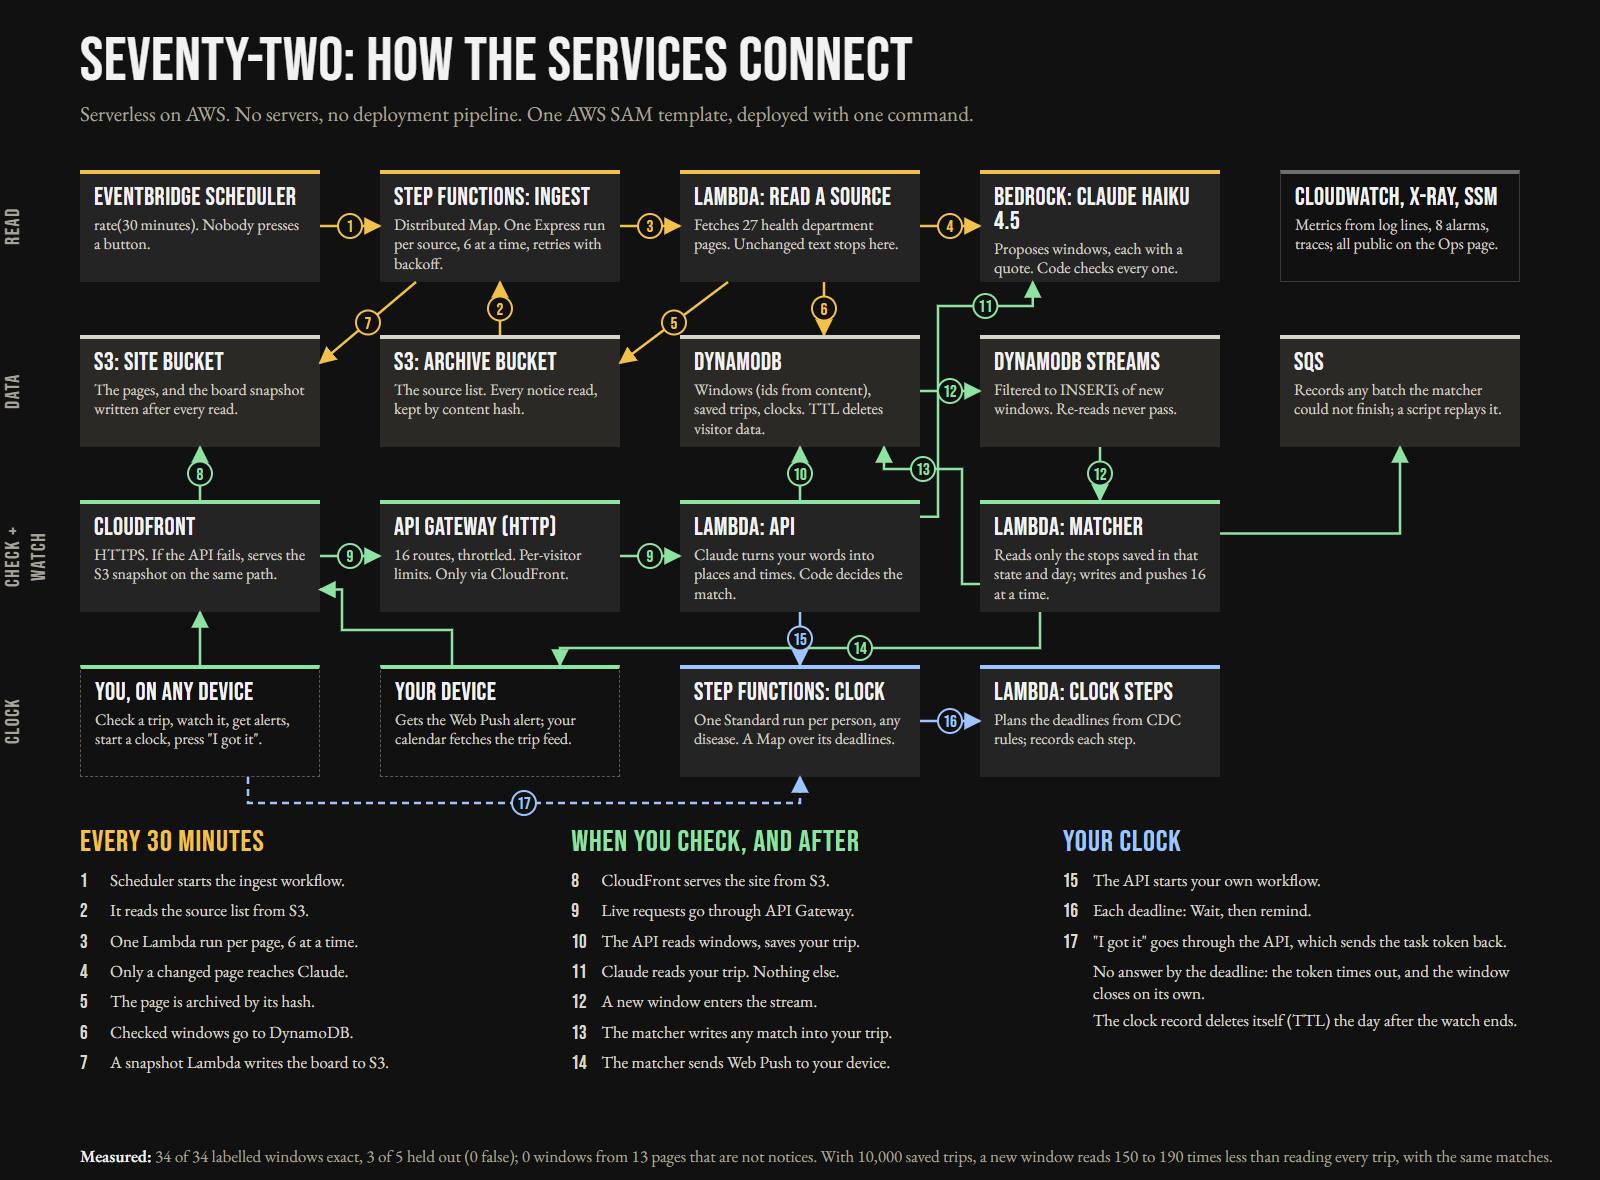 SEVENTY-TWO: HOW THE SERVICES CONNECT
Serverless on AWS. No servers, no deployment pipeline. One AWS SAM template, deployed with one command.
READ
EVENTBRIDGE SCHEDULER
rate(30 minutes). Nobody presses
a button.
1
STEP FUNCTIONS: INGEST
Distributed Map. One Express run
per source, 6 at a time, retries with
backoff.
3
LAMBDA: READ A SOURCE
Fetches 27 health department
pages. Unchanged text stops here.
4
BEDROCK: CLAUDE HAIKU
4.5
Proposes windows, each with a
quote. Code checks every one.
CLOUDWATCH, X-RAY, SSM
Metrics from log lines, 8 alarms,
traces; all public on the Ops page.
7
2
5
6
11
DATA
S3: SITE BUCKET
The pages, and the board snapshot
written after every read.
S3: ARCHIVE BUCKET
The source list. Every notice read,
kept by content hash.
DYNAMODB
Windows (ids from content),
saved trips, clocks. TTL deletes
visitor data.
12
DYNAMODB STREAMS
Filtered to INSERTs of new
windows. Re-reads never pass.
SQS
Records any batch the matcher
could not finish; a script replays it.
8
10
13
12
CHECK +
WATCH
CLOUDFRONT
HTTPS. If the API fails, serves the
S3 snapshot on the same path.
9
API GATEWAY (HTTP)
16 routes, throttled. Per-visitor
limits. Only via CloudFront.
9
LAMBDA: API
Claude turns your words into
places and times. Code decides the
match.
LAMBDA: MATCHER
Reads only the stops saved in that
state and day; writes and pushes 16
at a time.
15
14
CLOCK
YOU, ON ANY DEVICE
Check a trip, watch it, get alerts,
start a clock, press "I got it".
YOUR DEVICE
Gets the Web Push alert; your
calendar fetches the trip feed.
STEP FUNCTIONS: CLOCK
One Standard run per person, any
disease. A Map over its deadlines.
16
LAMBDA: CLOCK STEPS
Plans the deadlines from CDC
rules; records each step.
17
EVERY 30 MINUTES
1 Scheduler starts the ingest workflow.
2 It reads the source list from S3.
3 One Lambda run per page, 6 at a time.
4 Only a changed page reaches Claude.
5 The page is archived by its hash.
6 Checked windows go to DynamoDB.
7 A snapshot Lambda writes the board to S3.
WHEN YOU CHECK, AND AFTER
8 CloudFront serves the site from S3.
9 Live requests go through API Gateway.
10 The API reads windows, saves your trip.
11 Claude reads your trip. Nothing else.
12 A new window enters the stream.
13 The matcher writes any match into your trip.
14 The matcher sends Web Push to your device.
YOUR CLOCK
15 The API starts your own workflow.
16 Each deadline: Wait, then remind.
17 "I got it" goes through the API, which sends the task token back.
No answer by the deadline: the token times out, and the window
closes on its own.
The clock record deletes itself (TTL) the day after the watch ends.
Measured: 34 of 34 labelled windows exact, 3 of 5 held out (0 false); 0 windows from 13 pages that are not notices. With 10,000 saved trips, a new window reads 150 to 190 times less than reading every trip, with the same matches.